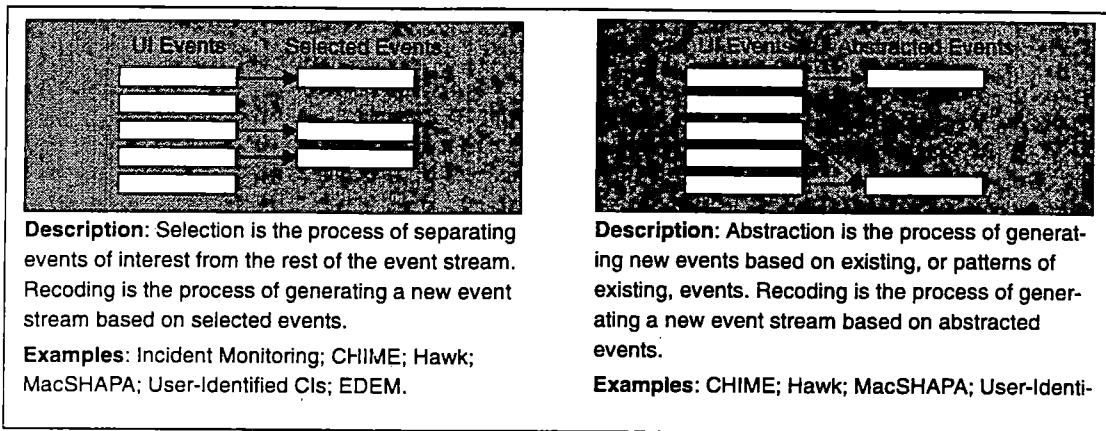 UI Events Selected Events
Description: Selection is the process of separating
events of interest from the rest of the event stream.
Recoding is the process of generating a new event
stream based on selected events.
Examples: Incident Monitoring; CHIME; Hawk;
MacSHAPA; User-Identified CIs; EDEM.
UI Events Abstracted Events
Description: Abstraction is the process of generat-
ing new events based on existing, or patterns of
existing, events. Recoding is the process of gener-
ating a new event stream based on abstracted
events.
Examples: CHIME; Hawk; MacSHAPA; User-Identi-